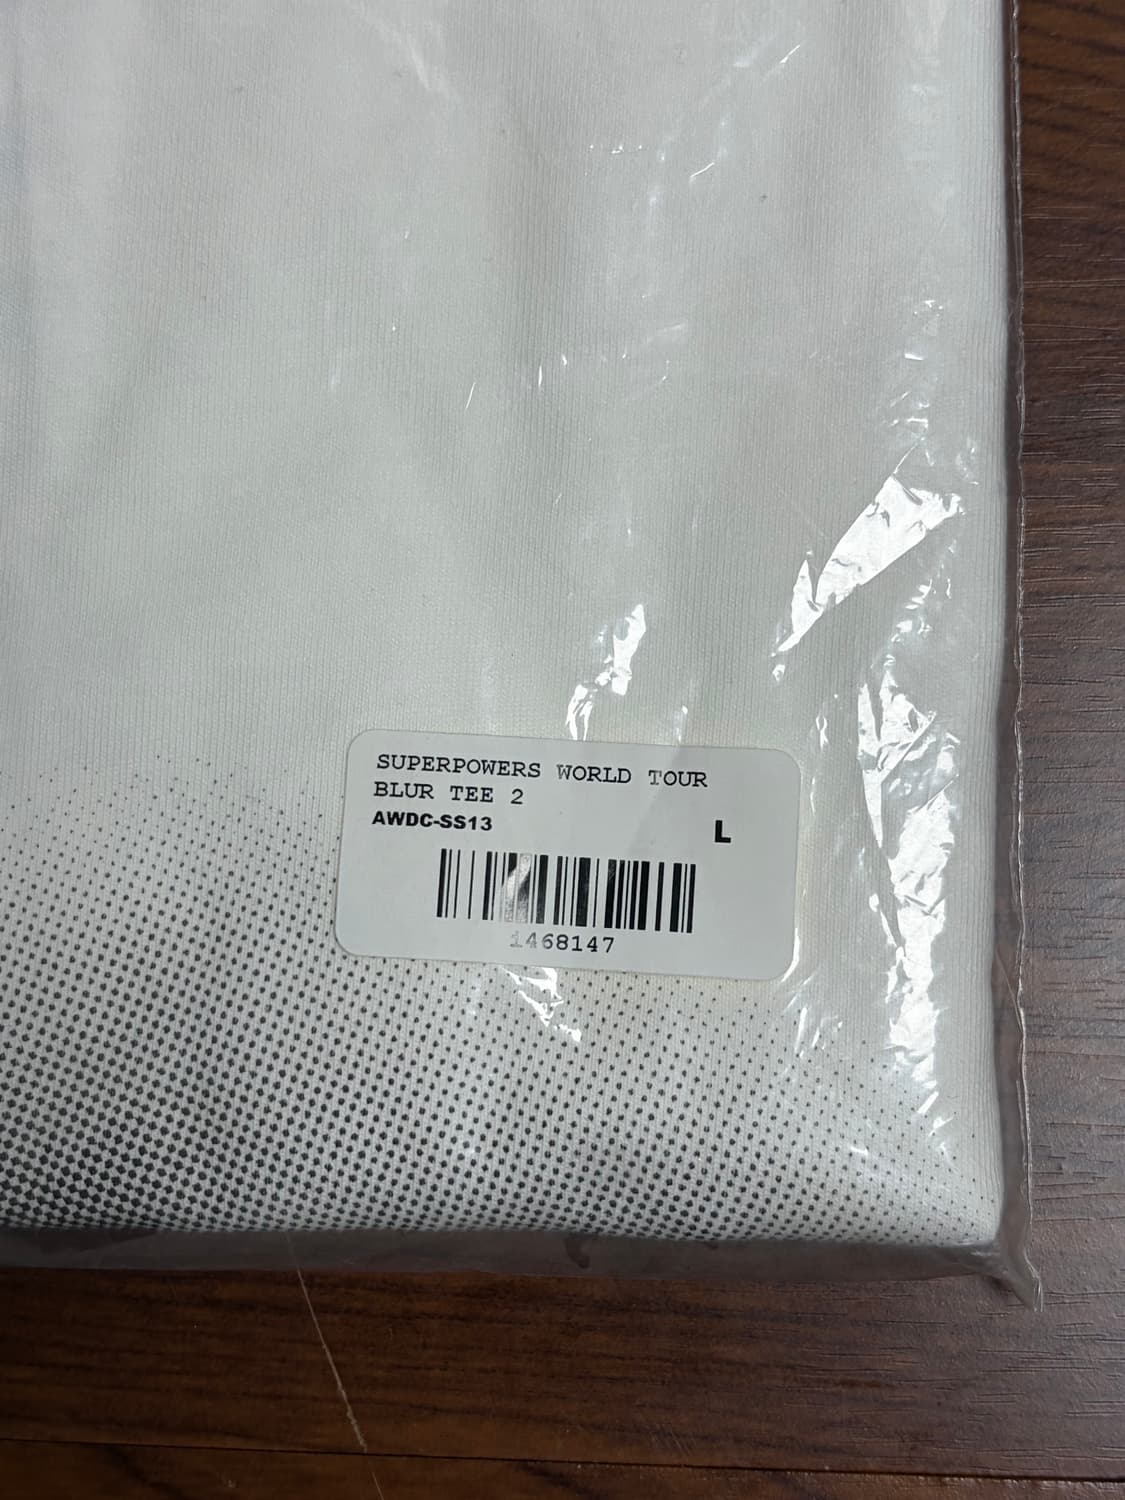 SUPERPOWERS WORLD TOUR
BLUR TEE 2
AWDC-SS13
L
1468147